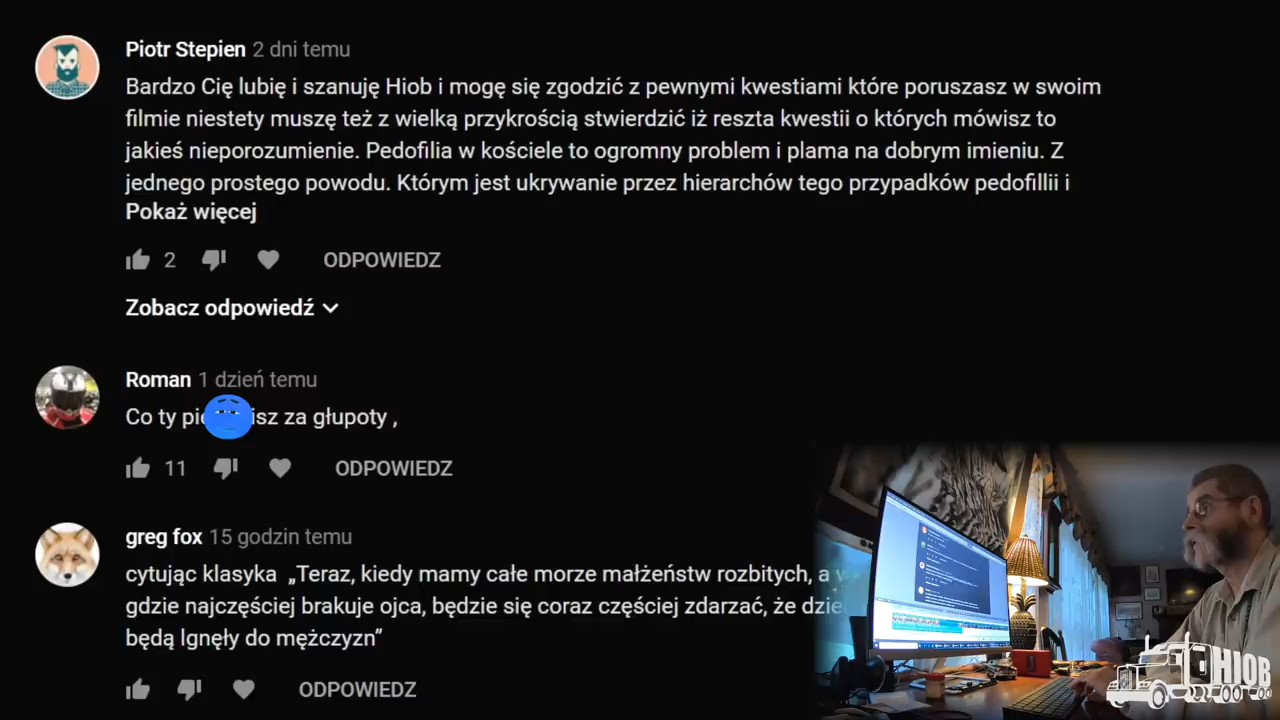 Piotr Stepien 2 dni temu
Bardzo Cię lubię i szanuję Hiob i mogę się zgodzić z pewnymi kwestiami które poruszasz w swoim
filmie niestety muszę też z wielką przykrością stwierdzić iż reszta kwestii o których mówisz to
jakieś nieporozumienie. Pedofilia w kościele to ogromny problem i plama na dobrym imieniu. Z
jednego prostego powodu. Którym jest ukrywanie przez hierarchów tego przypadków pedofillii i
Pokaż więcej
2 ODPOWIEDZ
Zobacz odpowiedź
Roman 1 dzień temu
Co ty pie isz za głupoty ,
11 ODPOWIEDZ
greg fox 15 godzin temu
cytując klasyka „Teraz, kiedy mamy całe morze małżeństw rozbitych, a
gdzie najczęściej brakuje ojca, będzie się coraz częściej zdarzać, że
będą lgnęły do mężczyzn”
ODPOWIEDZ
HIOB